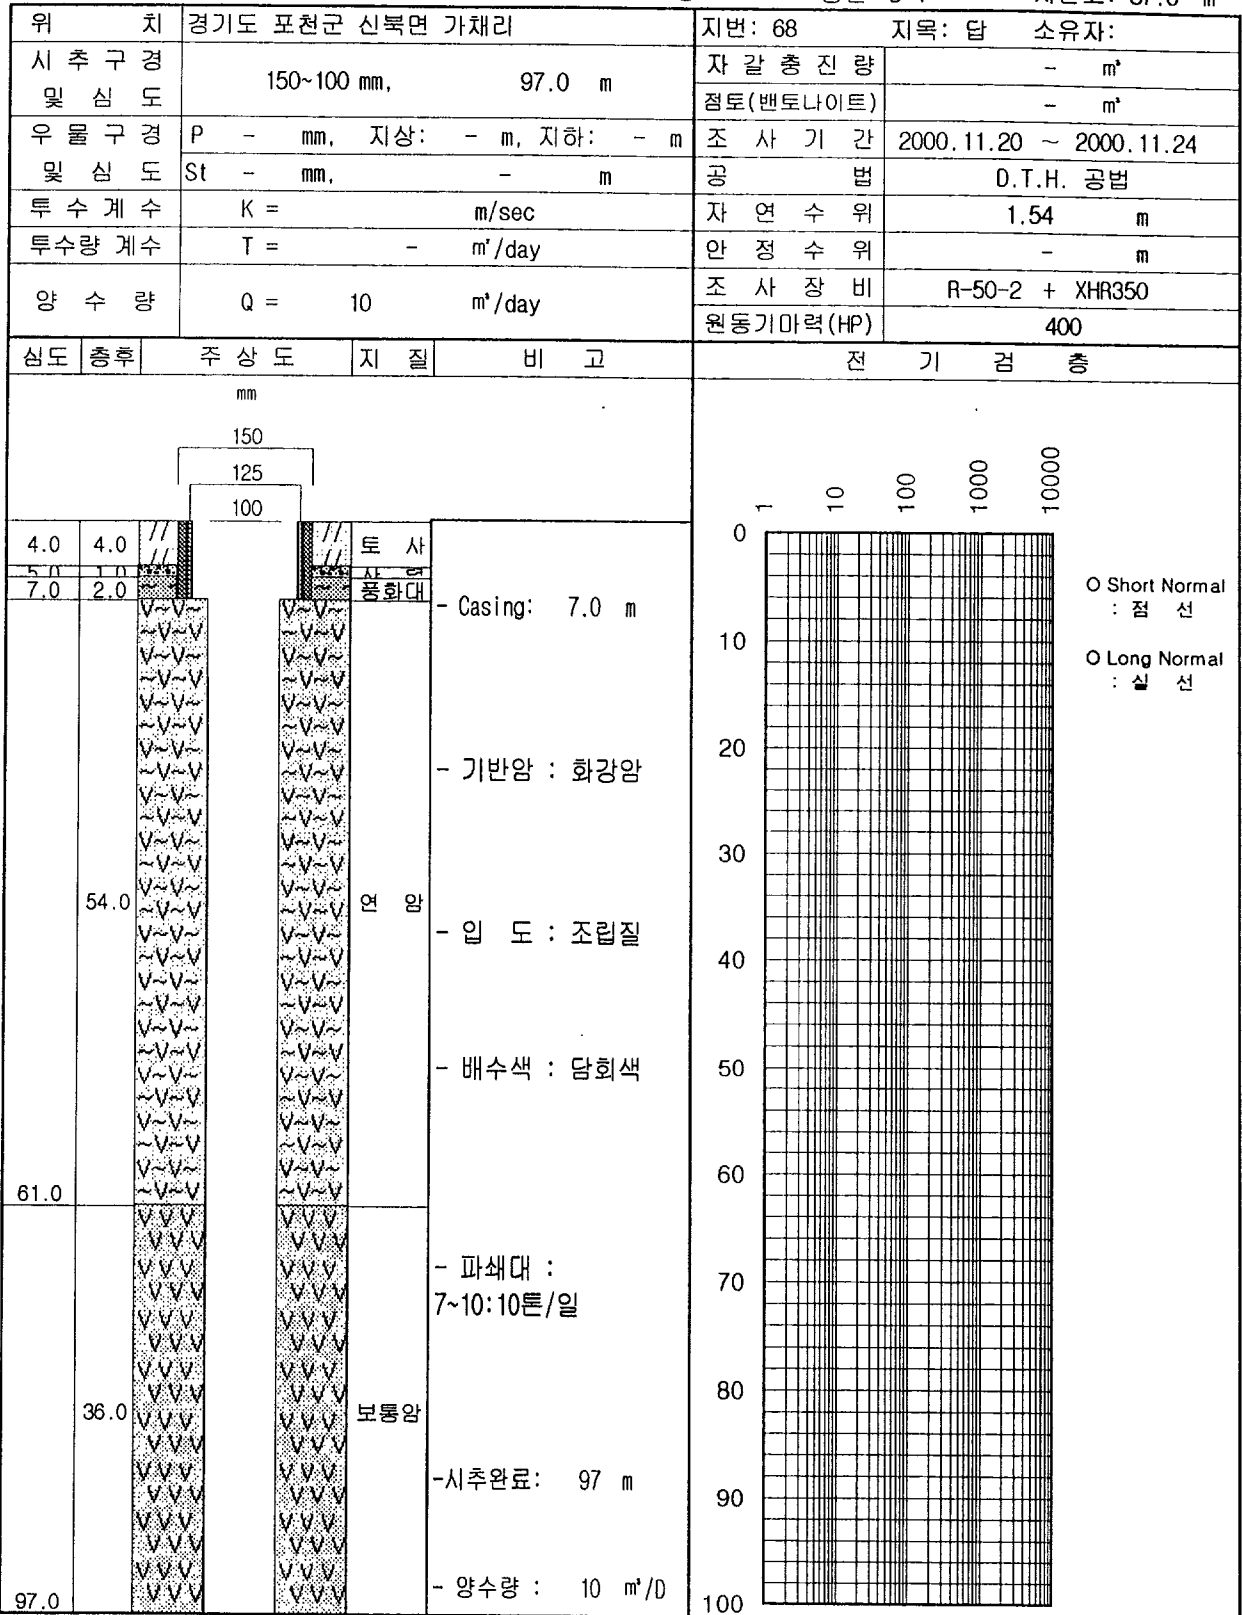 위 치 경기도 포천군 신북면 가채리 지번: 68 지목: 답 소유자:
시 추 구 경 및 심 도 150~100 mm, 97.0 m
자 갈 충 진 량 - m³
점토(밴토나이트) - m³
우 물 구 경 및 심 도 P - mm, 지상: - m, 지하: - m
St - mm, - m
조 사 기 간 2000.11.20 ~ 2000.11.24
공 법 D.T.H. 공법
투 수 계 수 K = m/sec
자 연 수 위 1.54 m
투수량 계수 T = - m²/day
안 정 수 위 - m
양 수 량 Q = 10 m³/day
조 사 장 비 R-50-2 + XHR350
원동기마력(HP) 400
심도 층후 주 상 도 지 질 비 고 전 기 검 층
mm
150
125
100
4.0 4.0 토 사
5.0 1.0 사 력
7.0 2.0 풍화대
- Casing: 7.0 m
- 기반암 : 화강암
54.0 연 암
- 입 도 : 조립질
- 배수색 : 담회색
61.0
- 파쇄대 :
7~10:10톤/일
36.0 보통암
-시추완료: 97 m
- 양수량 : 10 m³/D
97.0
1 10 100 1000 10000
0
10
20
30
40
50
60
70
80
90
100
O Short Normal
: 점 선
O Long Normal
: 실 선